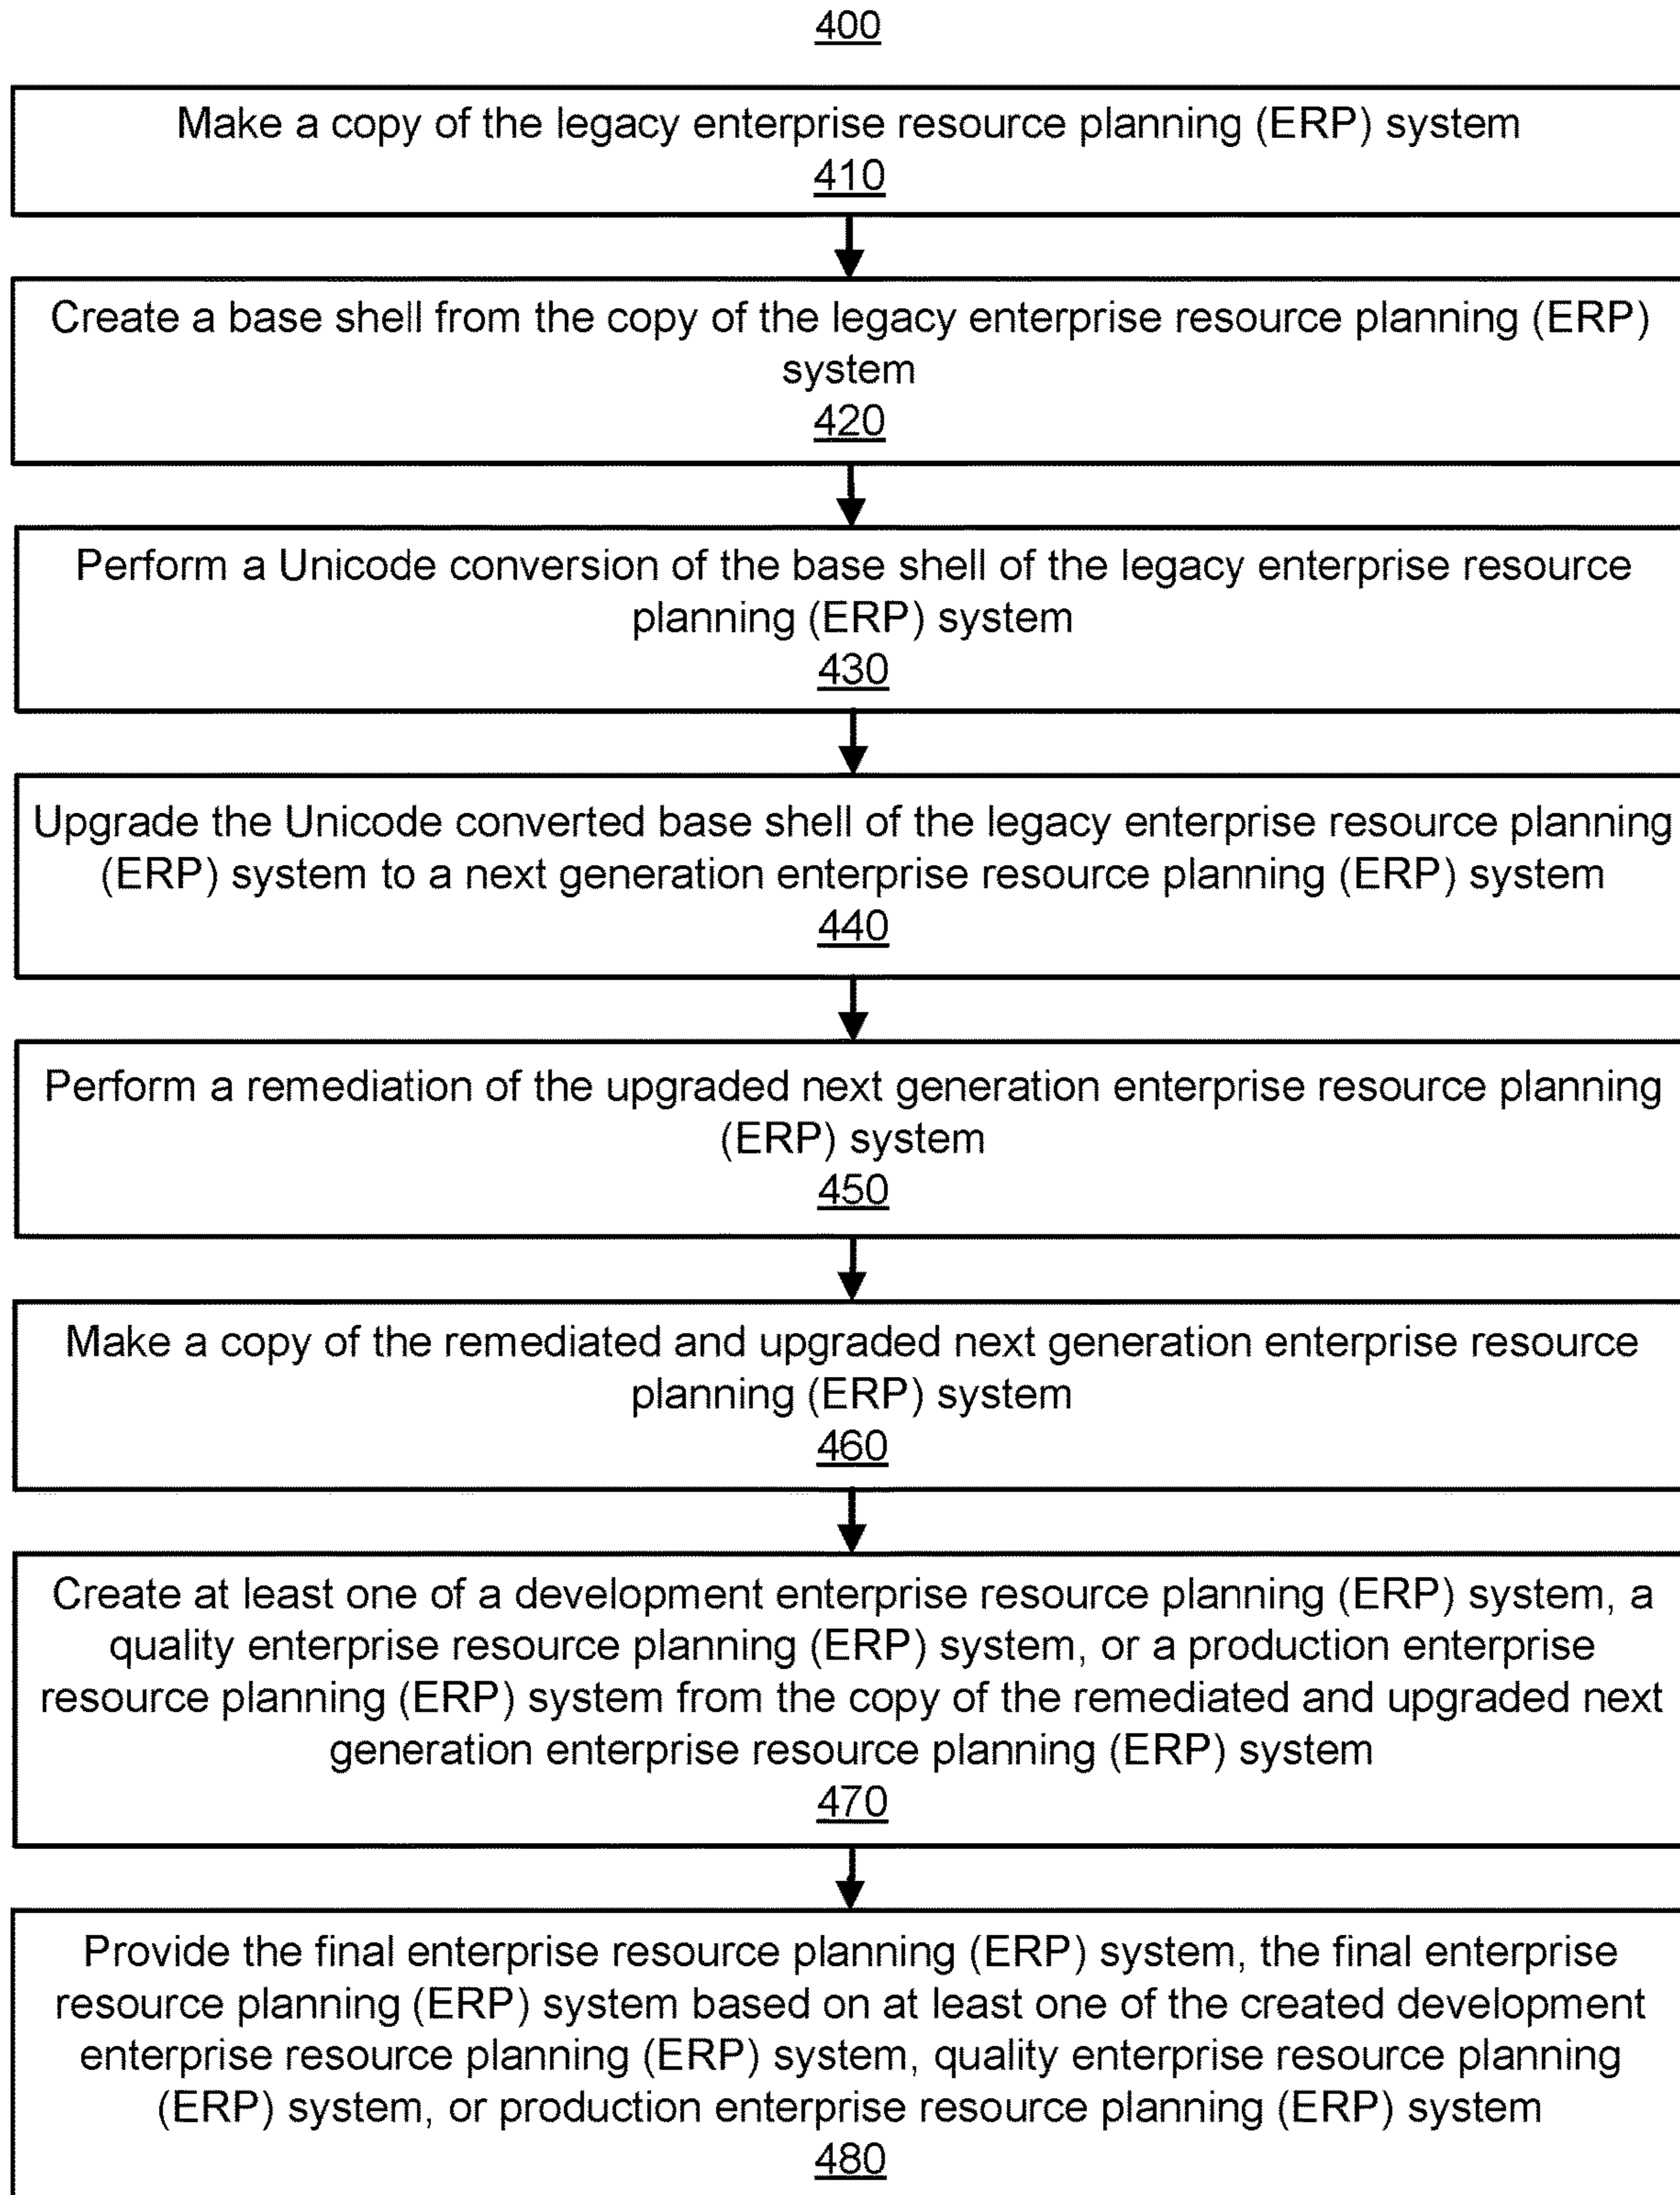 400
Make a copy of the legacy enterprise resource planning (ERP) system
410
Create a base shell from the copy of the legacy enterprise resource planning (ERP)
system
420
Perform a Unicode conversion of the base shell of the legacy enterprise resource
planning (ERP) system
430
Upgrade the Unicode converted base shell of the legacy enterprise resource planning
(ERP) system to a next generation enterprise resource planning (ERP) system
440
Perform a remediation of the upgraded next generation enterprise resource planning
(ERP) system
450
Make a copy of the remediated and upgraded next generation enterprise resource
planning (ERP) system
460
Create at least one of a development enterprise resource planning (ERP) system, a
quality enterprise resource planning (ERP) system, or a production enterprise
resource planning (ERP) system from the copy of the remediated and upgraded next
generation enterprise resource planning (ERP) system
470
Provide the final enterprise resource planning (ERP) system, the final enterprise
resource planning (ERP) system based on at least one of the created development
enterprise resource planning (ERP) system, quality enterprise resource planning
(ERP) system, or production enterprise resource planning (ERP) system
480